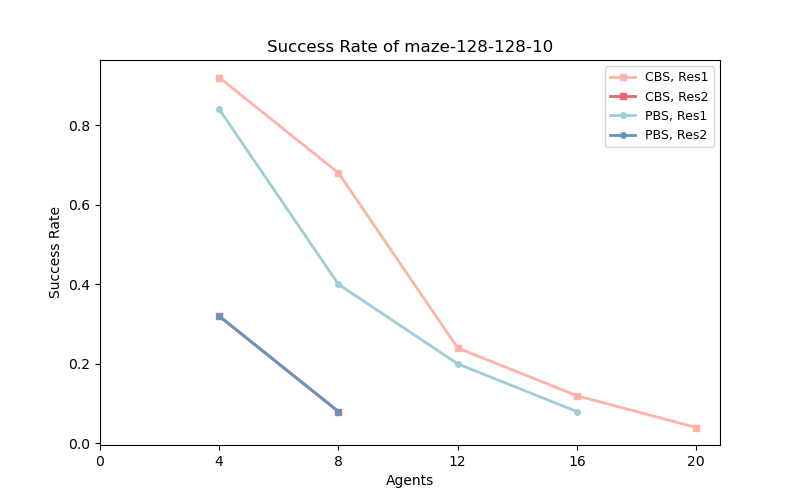 Success Rate of maze-128-128-10
CBS, Res1
CBS, Res2
PBS, Res1
PBS, Res2
Success Rate
0.8
0.6
0.4
0.2
0.0
0 4 8 12 16 20
Agents